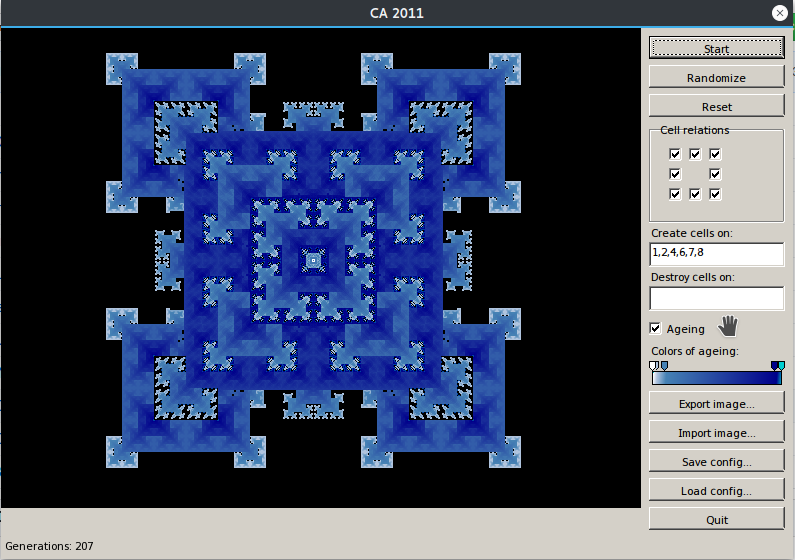 CA 2011
Start
Randomize
Reset
Cell relations
Create cells on:
1,2,4,6,7,8
Destroy cells on:
Ageing
Colors of ageing:
Export image...
Import image...
Save config...
Load config...
Quit
Generations: 207